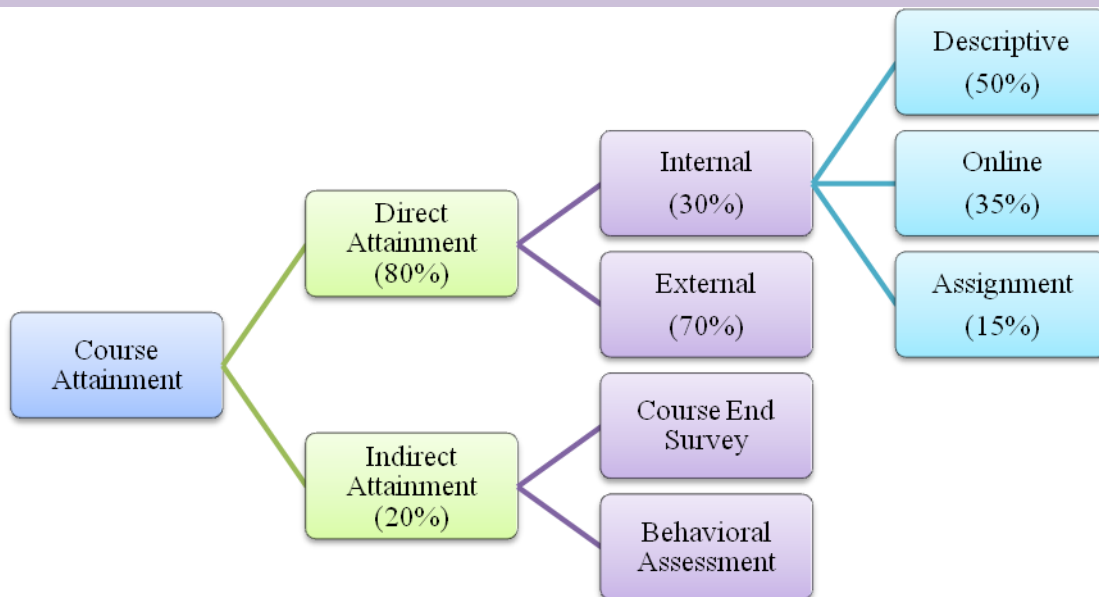 Course
Attainment
Direct
Attainment
(80%)
Indirect
Attainment
(20%)
Internal
(30%)
External
(70%)
Course End
Survey
Behavioral
Assessment
Descriptive
(50%)
Online
(35%)
Assignment
(15%)